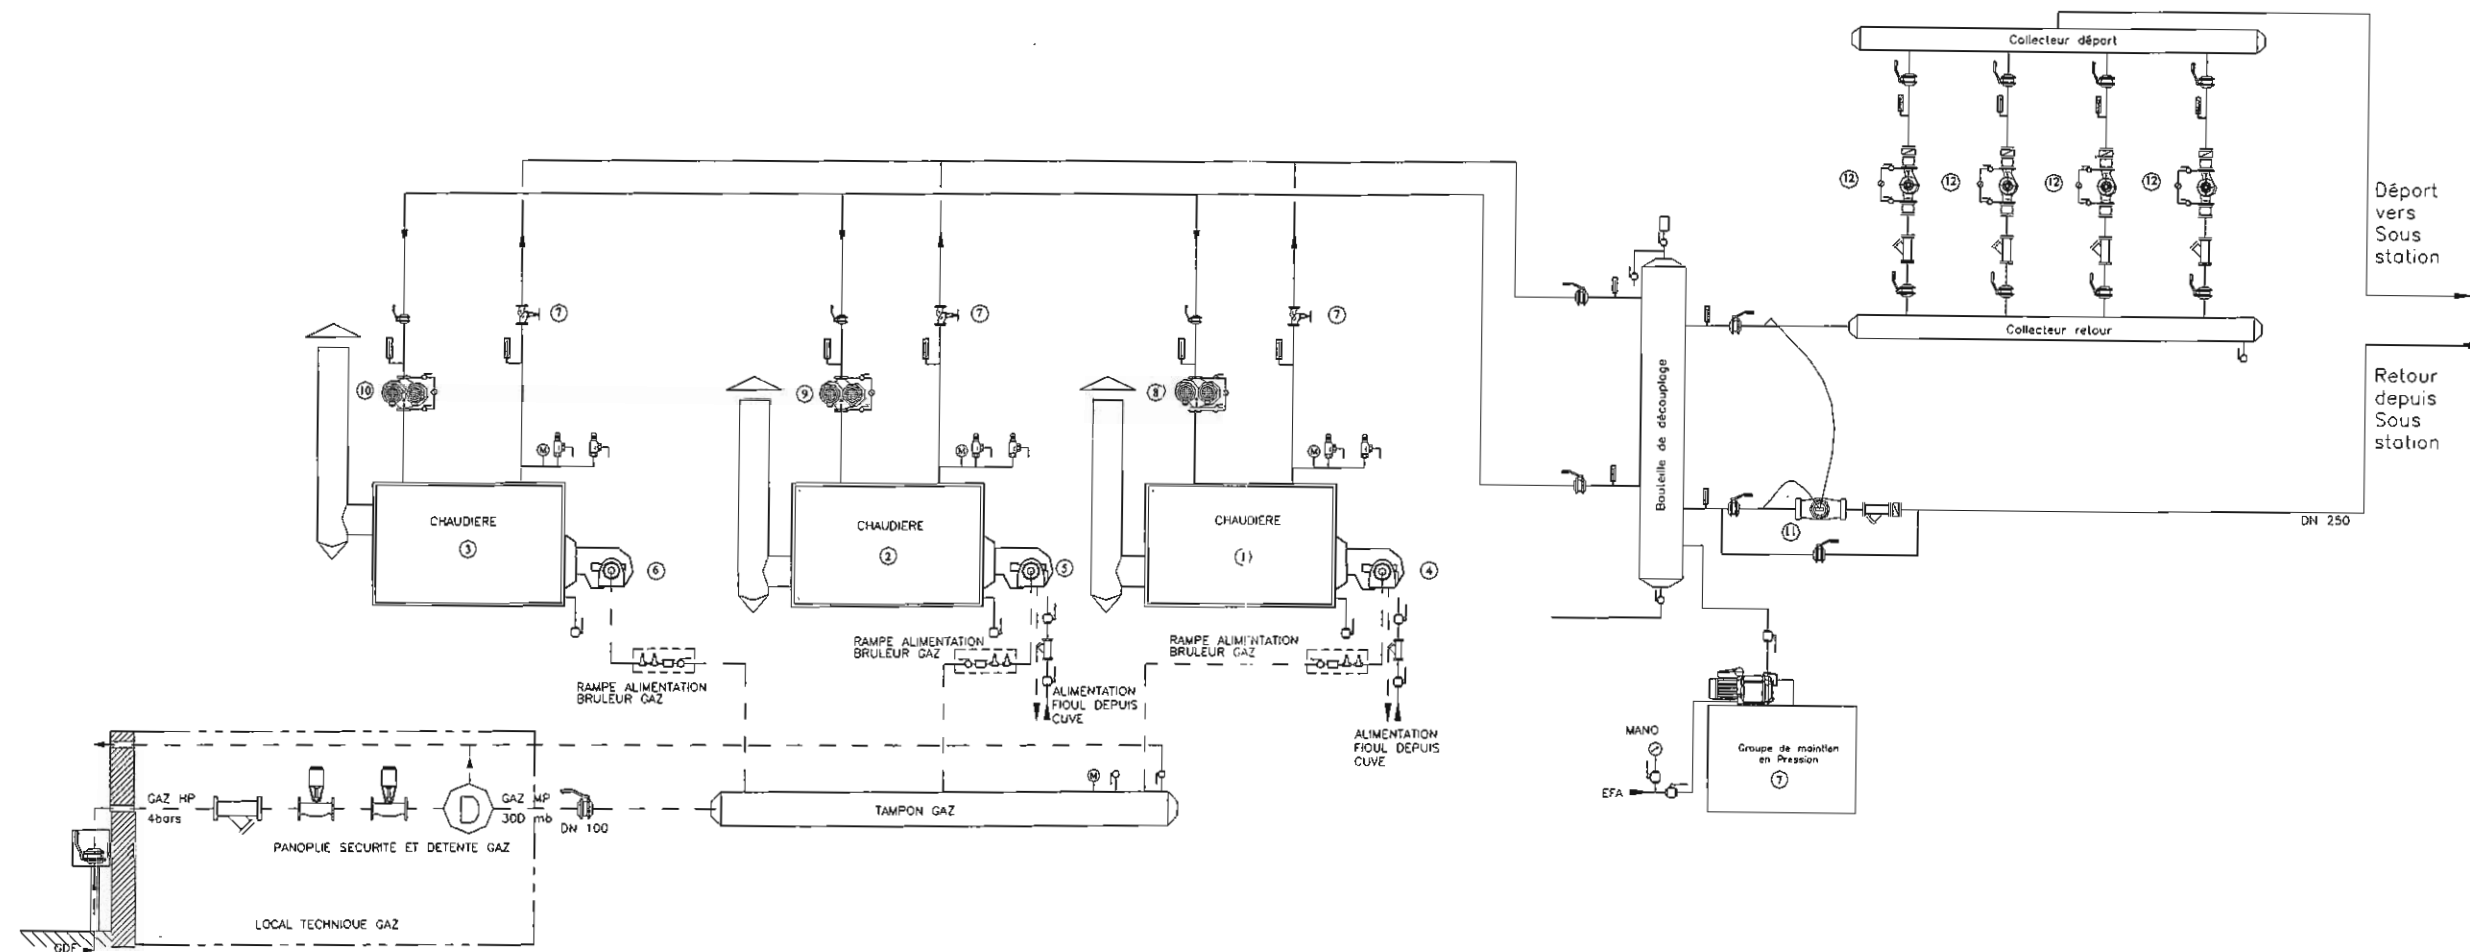 Collecteur départ
12
12
12
12
Déport
vers
Sous
station
7
7
7
Collecteur retour
10
9
8
Bouteille de découplage
Retour
depuis
Sous
station
M
M
M
CHAUDIERE
3
CHAUDIERE
2
CHAUDIÈRE
1
11
DN 250
6
5
4
RAMPE ALIMENTATION
BRULEUR GAZ
RAMPE ALIMENTATION
BRULEUR GAZ
RAMPE ALIMENTATION
BRULEUR GAZ
ALIMENTATION
FIOUL DEPUIS
CUVE
ALIMENTATION
FIOUL DEPUIS
CUVE
MANO
Groupe de maintien
en Pression
7
EFA
GAZ HP
4bars
D
GAZ MP
300 mb
DN 100
M
TAMPON GAZ
PANOPLIE SECURITE ET DETENTE GAZ
LOCAL TECHNIQUE GAZ
GDF